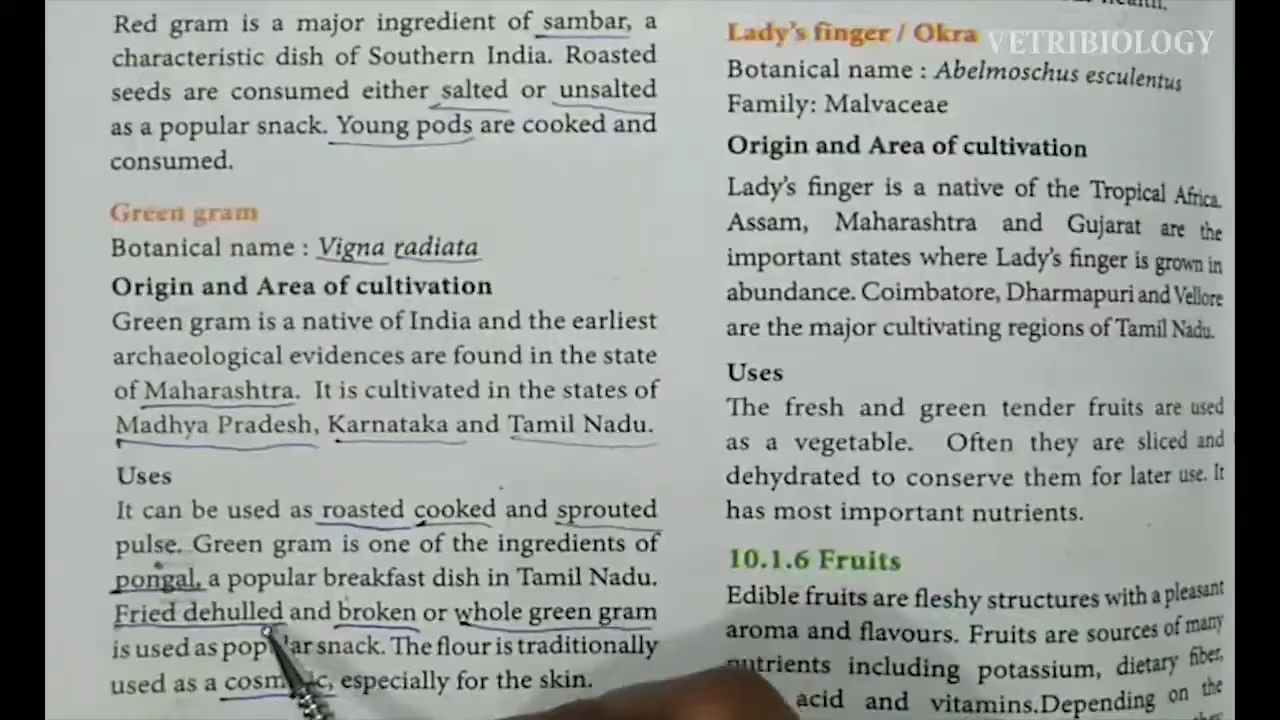 Red gram is a major ingredient of sambar, a
characteristic dish of Southern India. Roasted
seeds are consumed either salted or unsalted
as a popular snack. Young pods are cooked and
consumed.
Green gram
Botanical name : Vigna radiata
Origin and Area of cultivation
Green gram is a native of India and the earliest
archaeological evidences are found in the state
of Maharashtra. It is cultivated in the states of
Madhya Pradesh, Karnataka and Tamil Nadu.
Uses
It can be used as roasted cooked and sprouted
pulse. Green gram is one of the ingredients of
pongal, a popular breakfast dish in Tamil Nadu.
Fried dehulled and broken or whole green gram
is used as popular snack. The flour is traditionally
used as a cosmetic, especially for the skin.
health.
Lady's finger / Okra
VETRIBIOLOGY
Botanical name : Abelmoschus esculentus
Family: Malvaceae
Origin and Area of cultivation
Lady's finger is a native of the Tropical Africa.
Assam, Maharashtra and Gujarat are the
important states where Lady's finger is grown in
abundance. Coimbatore, Dharmapuri and Vellore
are the major cultivating regions of Tamil Nadu.
Uses
The fresh and green tender fruits are used
as a vegetable. Often they are sliced and
dehydrated to conserve them for later use. It
has most important nutrients.
10.1.6 Fruits
Edible fruits are fleshy structures with a pleasant
aroma and flavours. Fruits are sources of many
nutrients including potassium, dietary fiber,
acid and vitamins.Depending on the